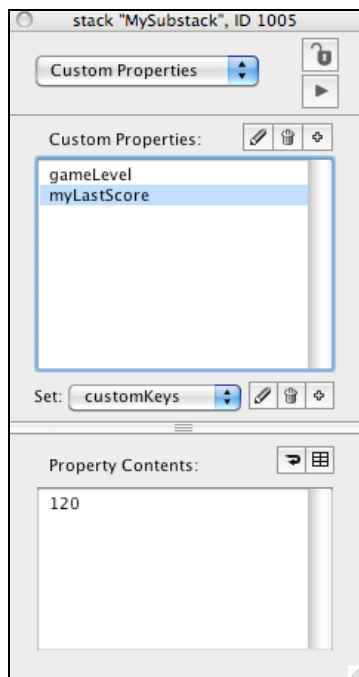 stack "MySubstack", ID 1005
Custom Properties
Custom Properties:
gameLevel
myLastScore
Set: customKeys
Property Contents:
120